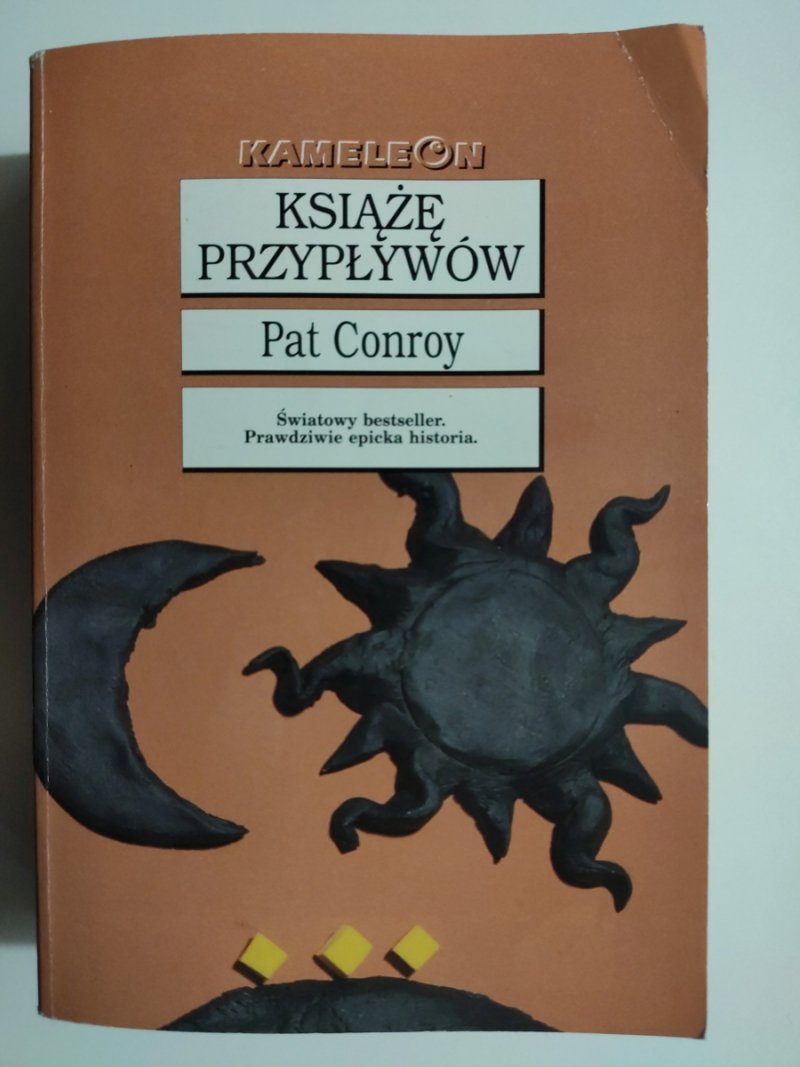 KAMELEON
KSIĄŻĘ
PRZYPŁYWÓW
Pat Conroy
Światowy bestseller.
Prawdziwie epicka historia.